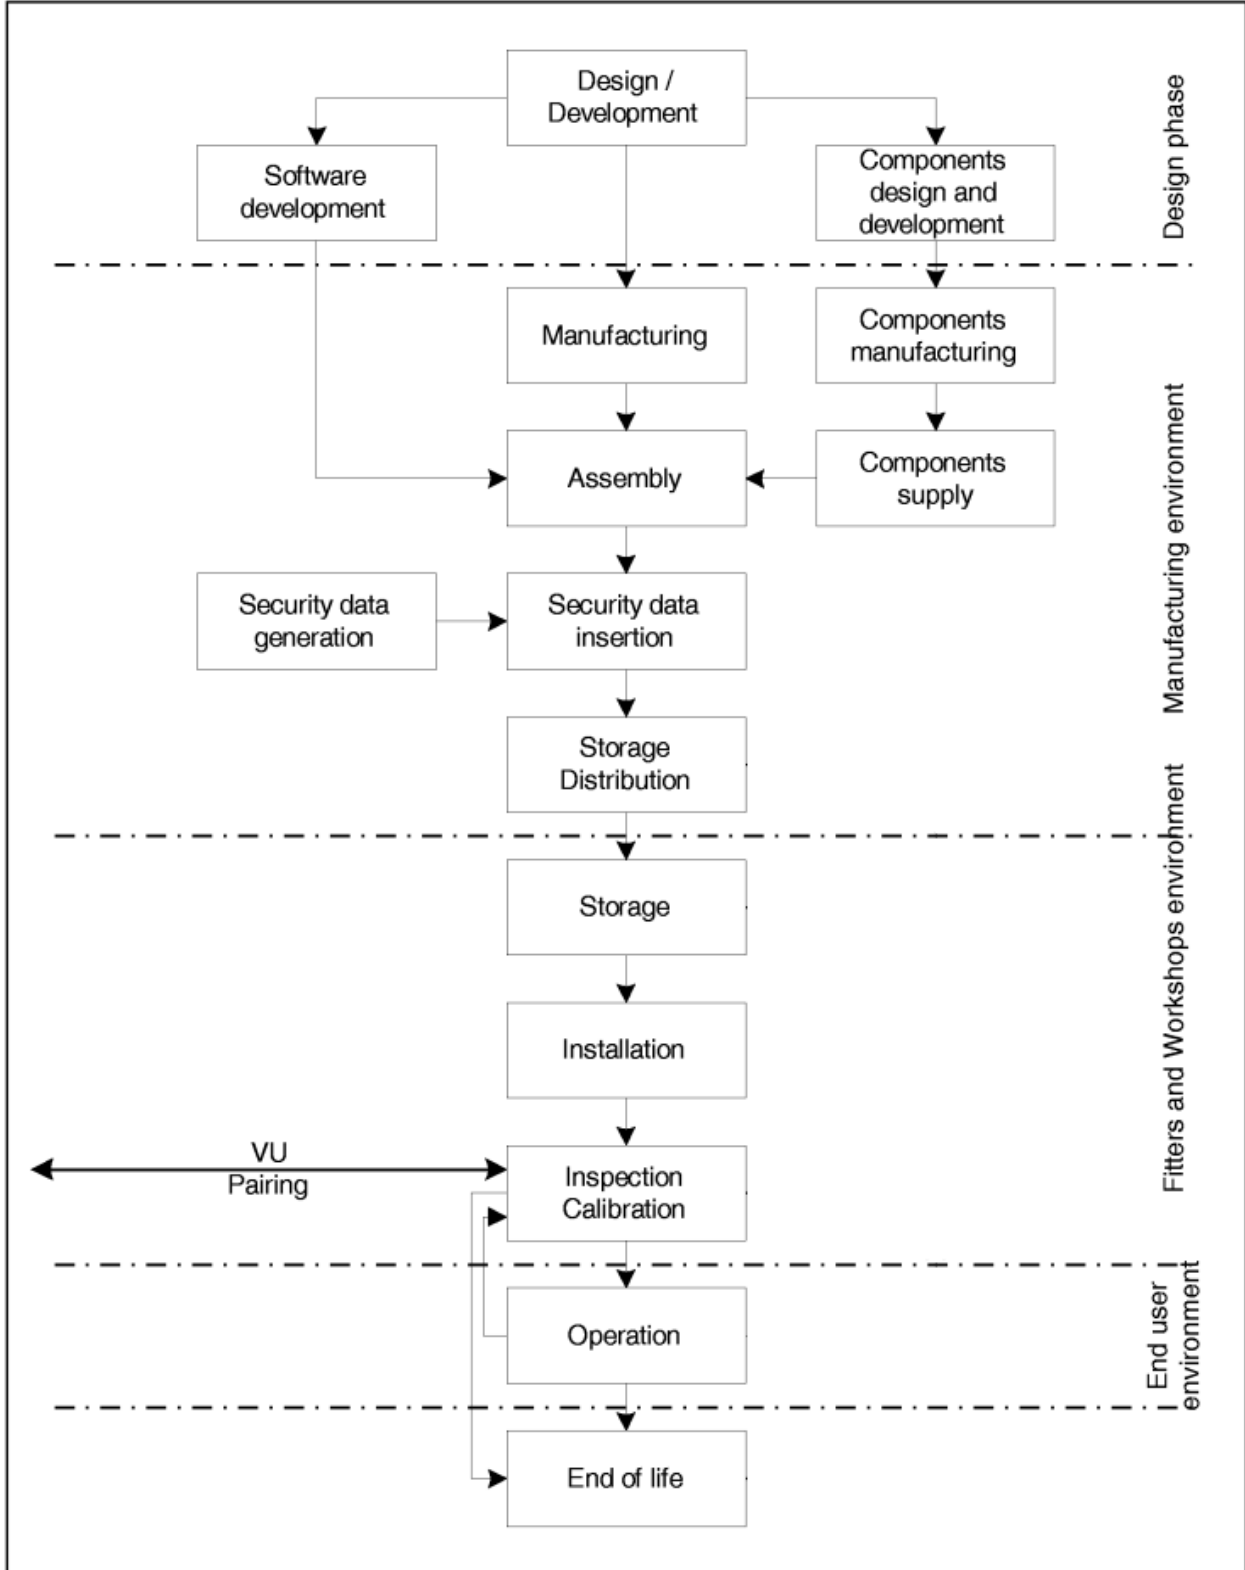 Design /
Development
Software
development
Components
design and
development
Design phase
Manufacturing
Components
manufacturing
Assembly
Components
supply
Manufacturing environment
Security data
generation
Security data
insertion
Storage
Distribution
Storage
Installation
Fitters and Workshops environment
VU
Pairing
Inspection
Calibration
Operation
End user
environment
End of life